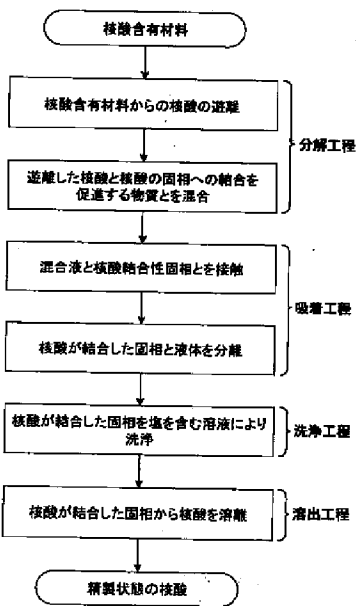 核酸含有材料
核酸含有材料からの核酸の遊離
分解工程
遊離した核酸と核酸の固相への結合を
促進する物質とを混合
混合液と核酸結合性固相とを接触
吸着工程
核酸が結合した固相と液体を分離
核酸が結合した固相を塩を含む溶液により
洗浄
洗浄工程
核酸が結合した固相から核酸を溶離
溶出工程
精製状態の核酸